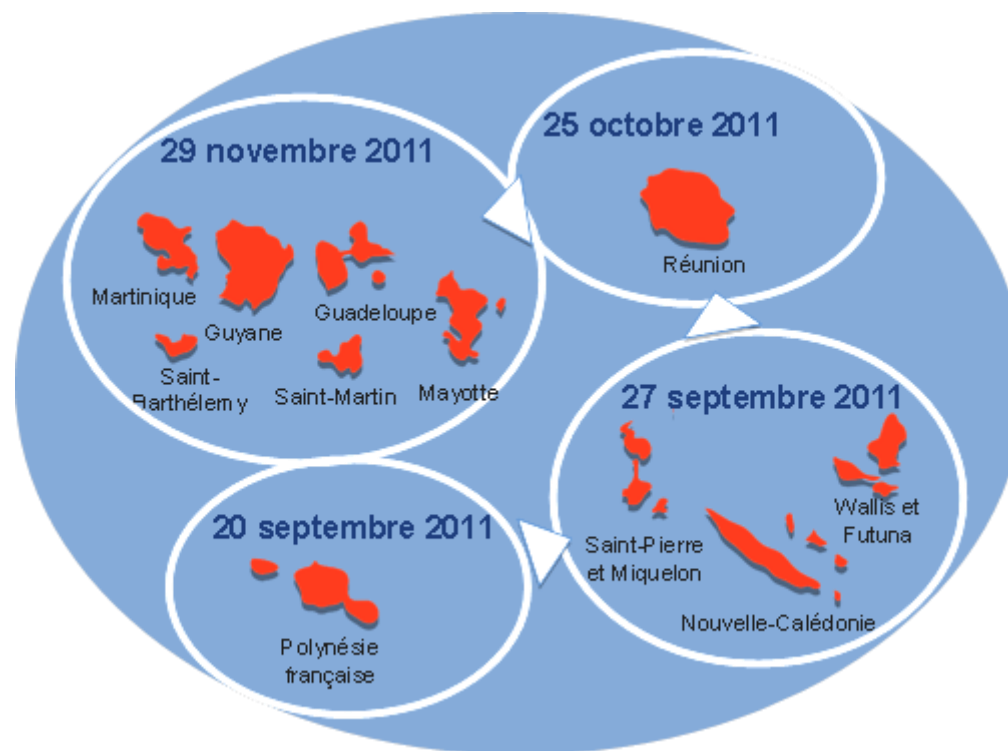 29 novembre 2011
Martinique
Guyane
Guadeloupe
Saint-
Barthélemy
Saint-Martin
Mayotte
25 octobre 2011
Réunion
27 septembre 2011
Saint-Pierre
et Miquelon
Wallis et
Futuna
Nouvelle-Calédonie
20 septembre 2011
Polynésie
française